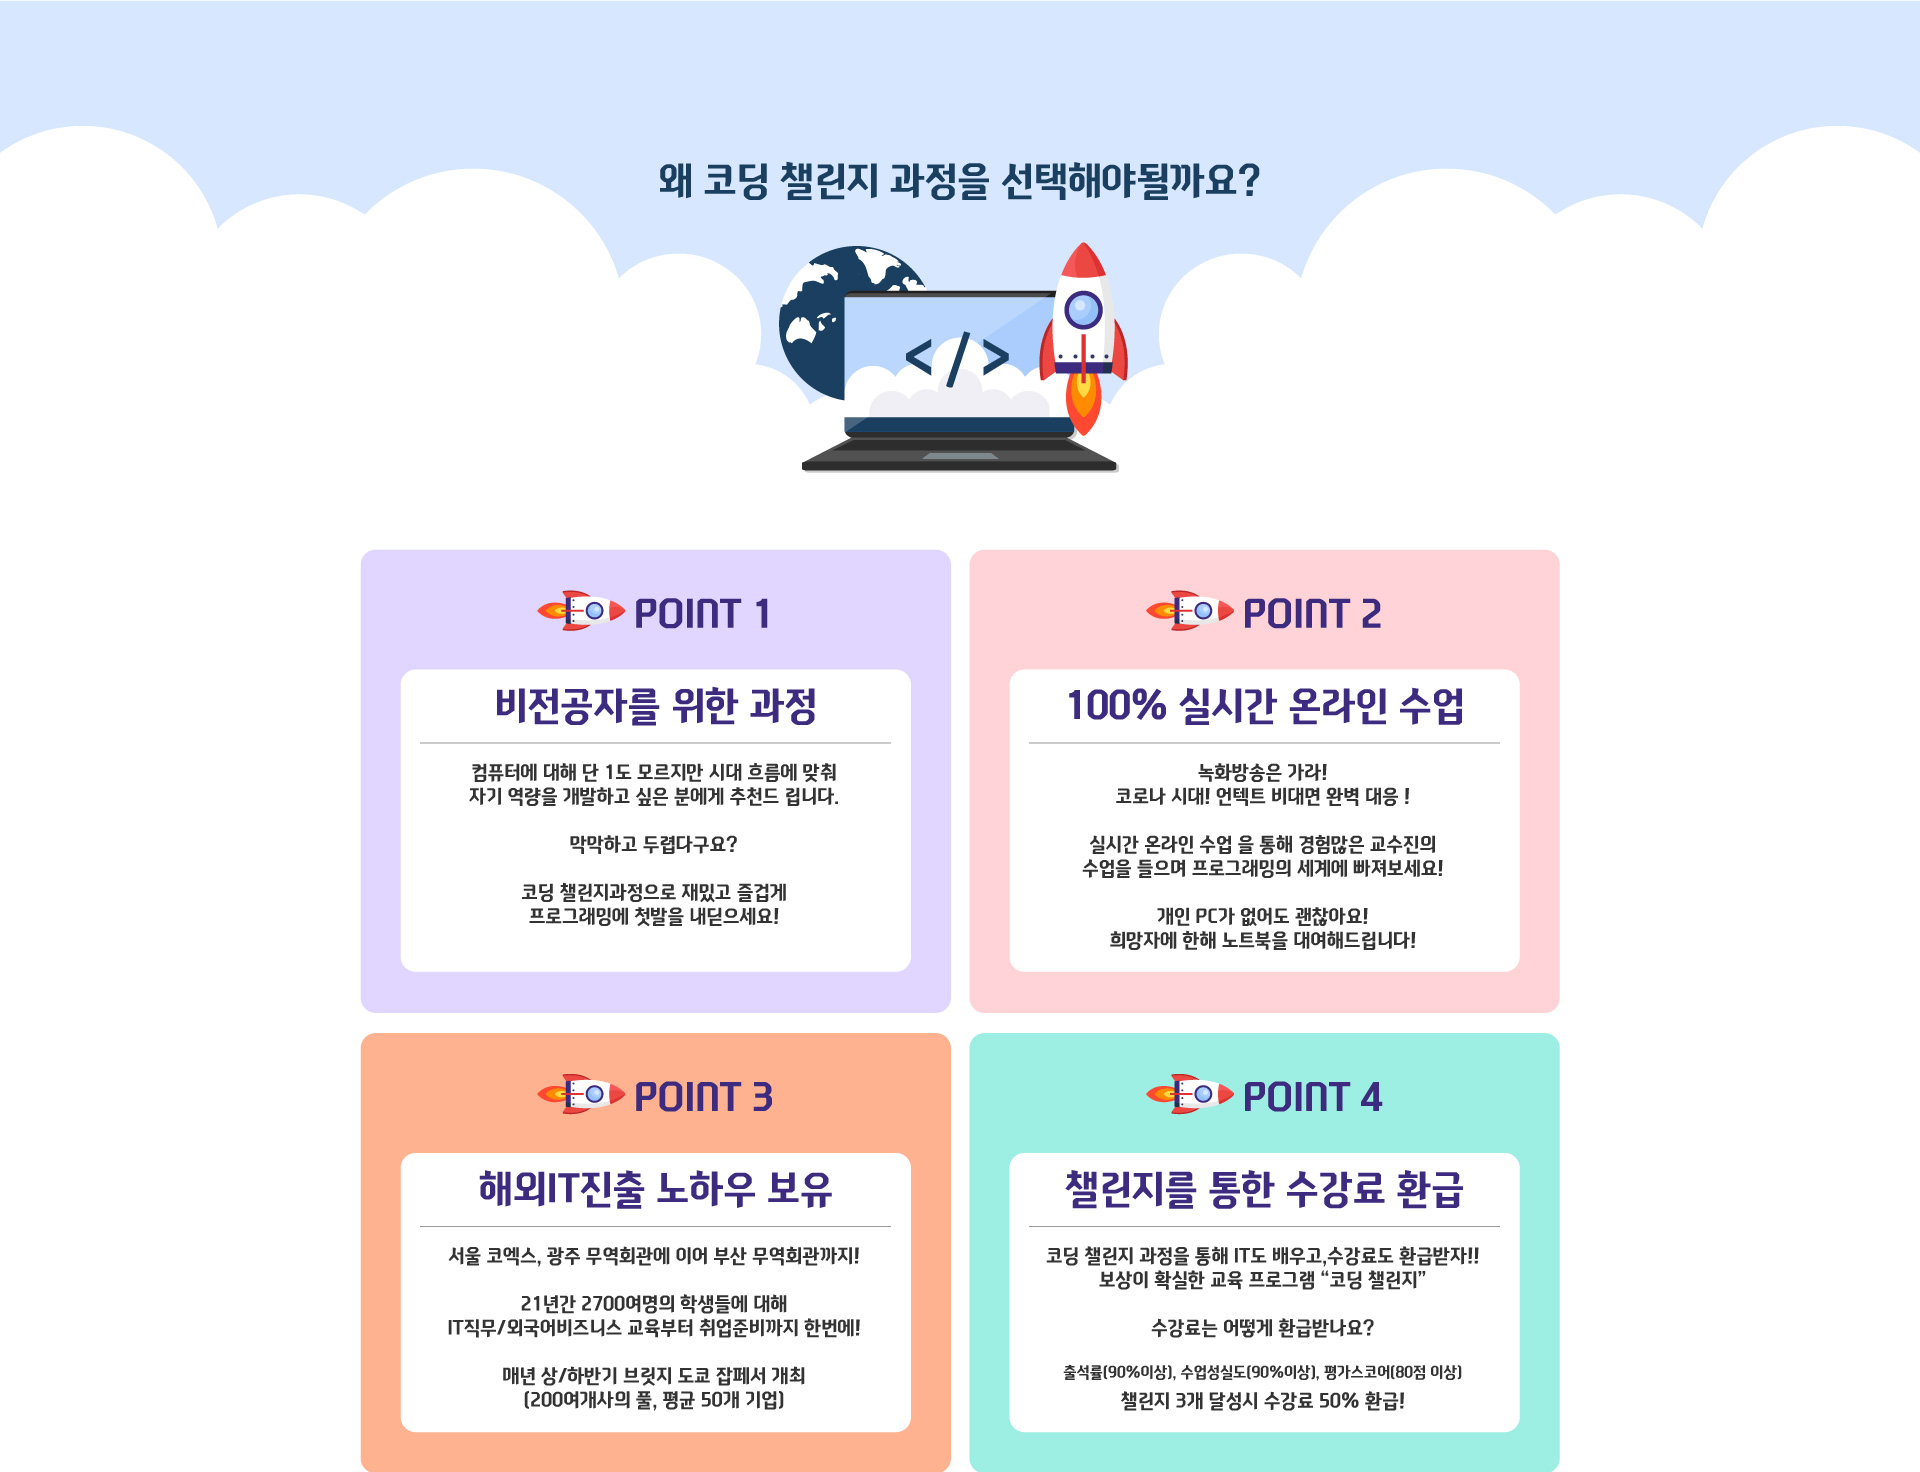 왜 코딩 챌린지 과정을 선택해야될까요?
</>
POINT 1
비전공자를 위한 과정
컴퓨터에 대해 단 1도 모르지만 시대 흐름에 맞춰
자기 역량을 개발하고 싶은 분에게 추천드 립니다.
막막하고 두렵다구요?
코딩 챌린지과정으로 재밌고 즐겁게
프로그래밍에 첫발을 내딛으세요!
POINT 2
100% 실시간 온라인 수업
녹화방송은 가라!
코로나 시대! 언텍트 비대면 완벽 대응 !
실시간 온라인 수업 을 통해 경험많은 교수진의
수업을 들으며 프로그래밍의 세계에 빠져보세요!
개인 PC가 없어도 괜찮아요!
희망자에 한해 노트북을 대여해드립니다!
POINT 3
해외IT진출 노하우 보유
서울 코엑스, 광주 무역회관에 이어 부산 무역회관까지!
21년간 2700여명의 학생들에 대해
IT직무/외국어비즈니스 교육부터 취업준비까지 한번에!
매년 상/하반기 브릿지 도쿄 잡페서 개최
(200여개사의 풀, 평균 50개 기업)
POINT 4
챌린지를 통한 수강료 환급
코딩 챌린지 과정을 통해 IT도 배우고,수강료도 환급받자!!
보상이 확실한 교육 프로그램 “코딩 챌린지”
수강료는 어떻게 환급받나요?
출석률(90%이상), 수업성실도(90%이상), 평가스코어(80점 이상)
챌린지 3개 달성시 수강료 50% 환급!